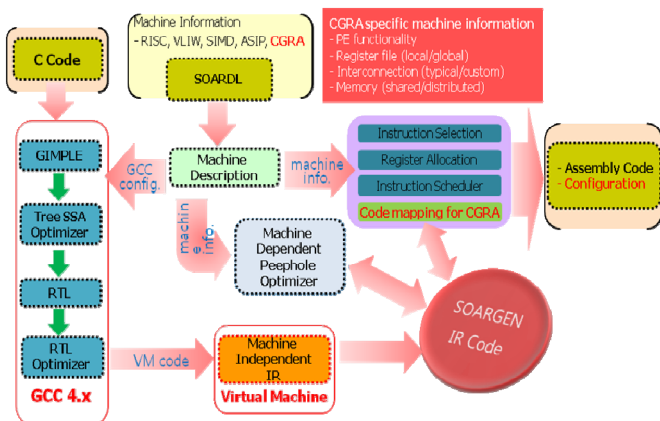 Machine Information
- RISC, VLIW, SIMD, ASIP, CGRA
SOARDL
CGRA specific machine information
- PE functionality
- Register file (local/global)
- Interconnection (typical/custom)
- Memory (shared/distributed)
C Code
GIMPLE
Tree SSA
Optimizer
RTL
RTL
Optimizer
GCC 4.x
GCC
config.
Machine
Description
machine
info.
machin
e
info.
Instruction Selection
Register Allocation
Instruction Scheduler
Code mapping for CGRA
- Assembly Code
- Configuration
Machine
Dependent
Peephole
Optimizer
VM code
Machine
Independent
IR
Virtual Machine
SOARGEN
IR Code